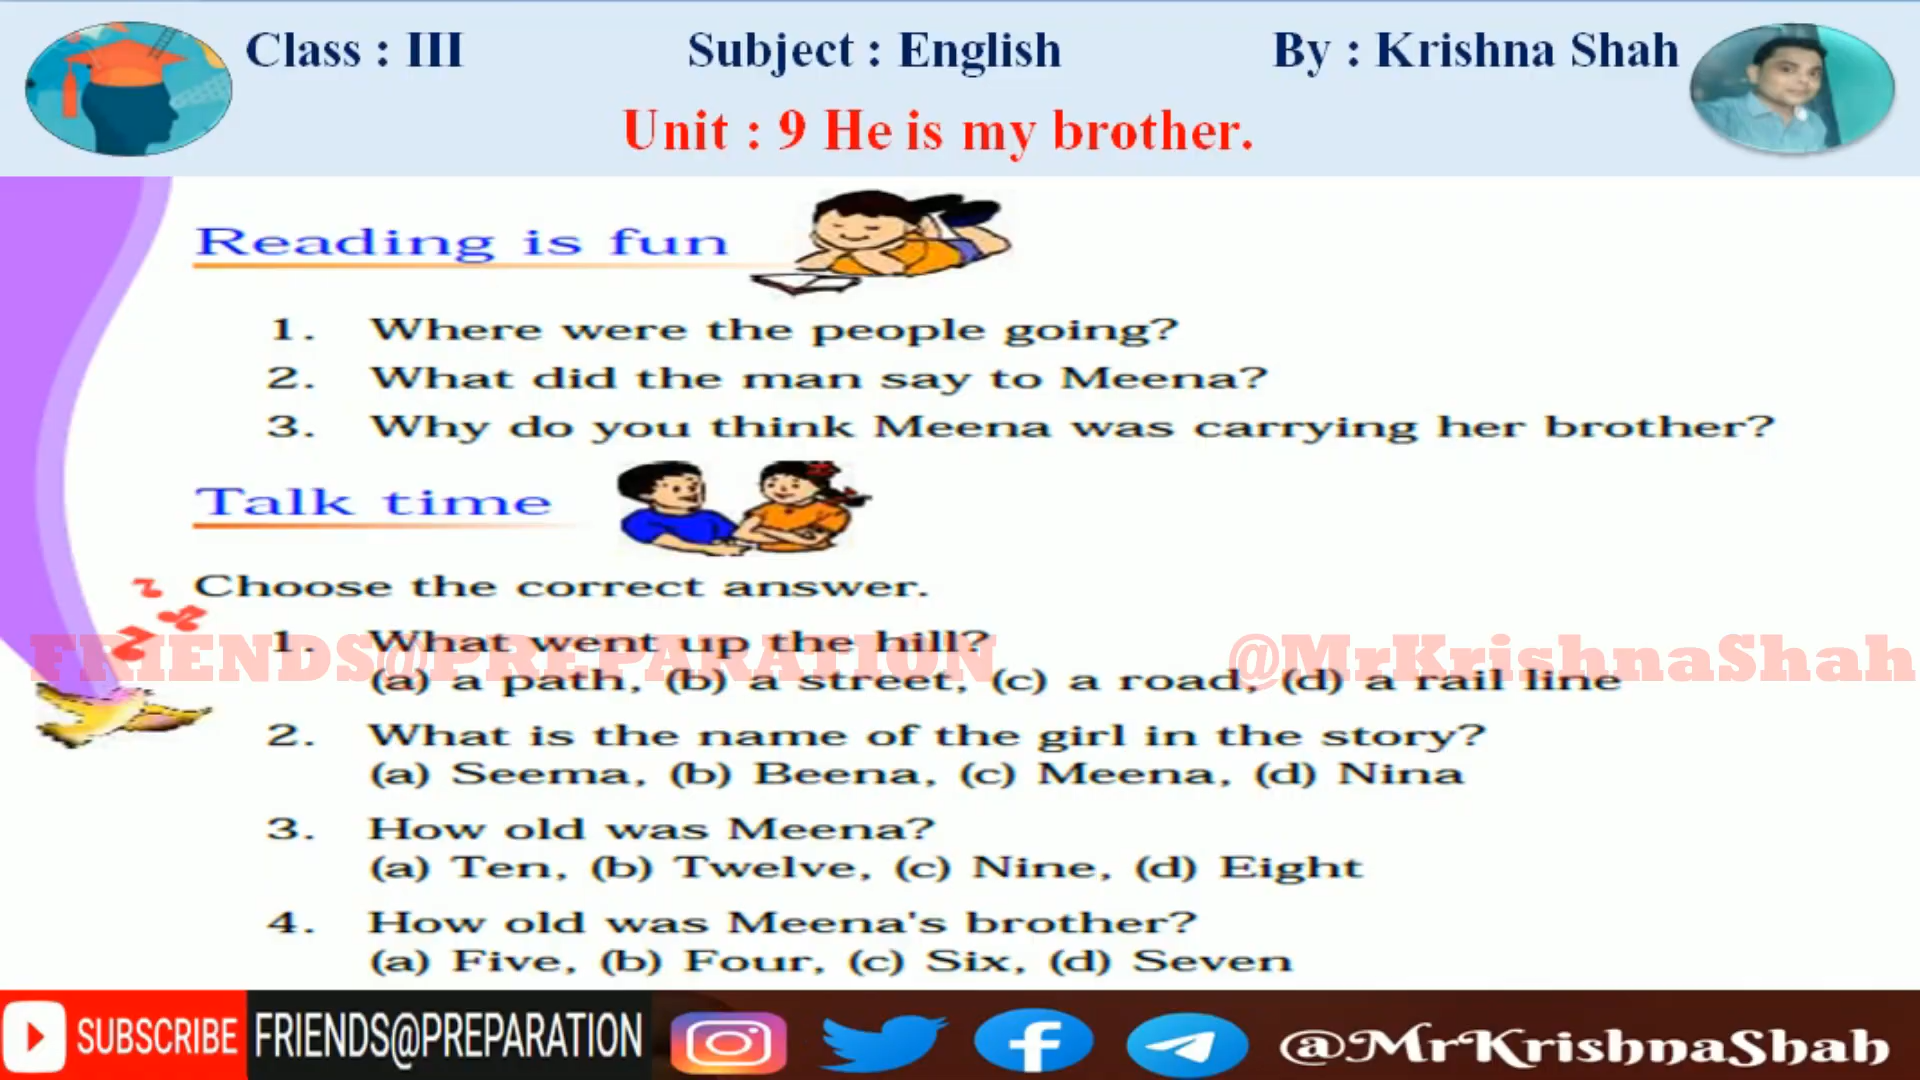 Class : III Subject : English By : Krishna Shah
Unit : 9 He is my brother.
Reading is fun
1. Where were the people going?
2. What did the man say to Meena?
3. Why do you think Meena was carrying her brother?
Talk time
Choose the correct answer.
1. What went up the hill?
FRIENDS@PREPARATION @MrKrishnaShah
(a) a path, (b) a street, (c) a road, (d) a rail line
2. What is the name of the girl in the story?
(a) Seema, (b) Beena, (c) Meena, (d) Nina
3. How old was Meena?
(a) Ten, (b) Twelve, (c) Nine, (d) Eight
4. How old was Meena's brother?
(a) Five, (b) Four, (c) Six, (d) Seven
SUBSCRIBE FRIENDS@PREPARATION @MrKrishnaShah